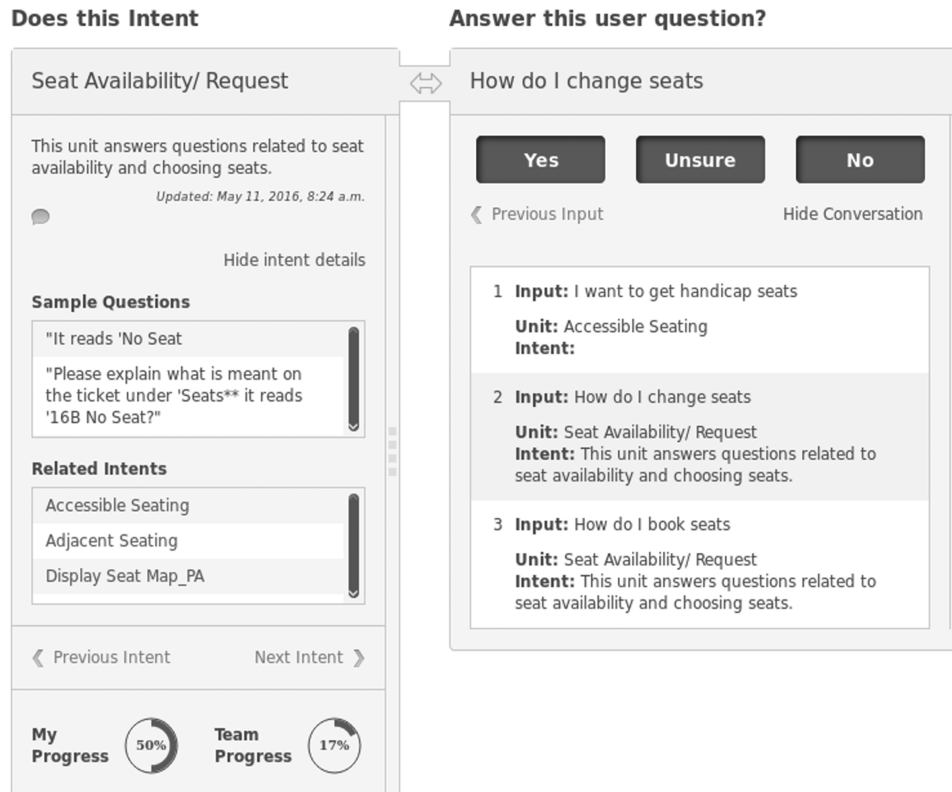 Does this Intent
Seat Availability/ Request
This unit answers questions related to seat
availability and choosing seats.
Updated: May 11, 2016, 8:24 a.m.
Hide intent details
Sample Questions
"It reads 'No Seat
"Please explain what is meant on
the ticket under 'Seats** it reads
'16B No Seat?"
Related Intents
Accessible Seating
Adjacent Seating
Display Seat Map_PA
Previous Intent
Next Intent
My
Progress
50%
Team
Progress
17%
Answer this user question?
How do I change seats
Yes
Unsure
No
Previous Input
Hide Conversation
1 Input: I want to get handicap seats
Unit: Accessible Seating
Intent:
2 Input: How do I change seats
Unit: Seat Availability/ Request
Intent: This unit answers questions related to
seat availability and choosing seats.
3 Input: How do I book seats
Unit: Seat Availability/ Request
Intent: This unit answers questions related to
seat availability and choosing seats.